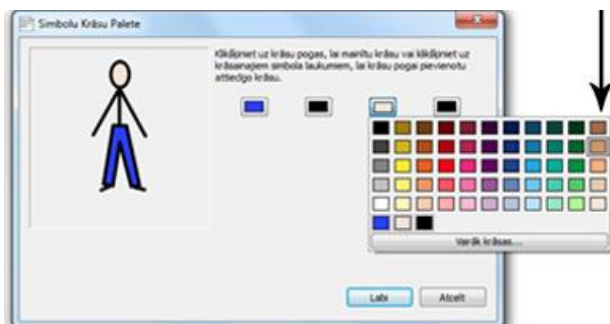 Simbolu Krāsu Palete
Klikšķiniet uz krāsu pogas, lai mainītu krāsu vai klikšķiniet uz
krāsainajiem simbola laukumiem, lai krāsu pogai pievienotu
attiecīgo krāsu.
Vairāk krāsas...
Labi
Atcelt